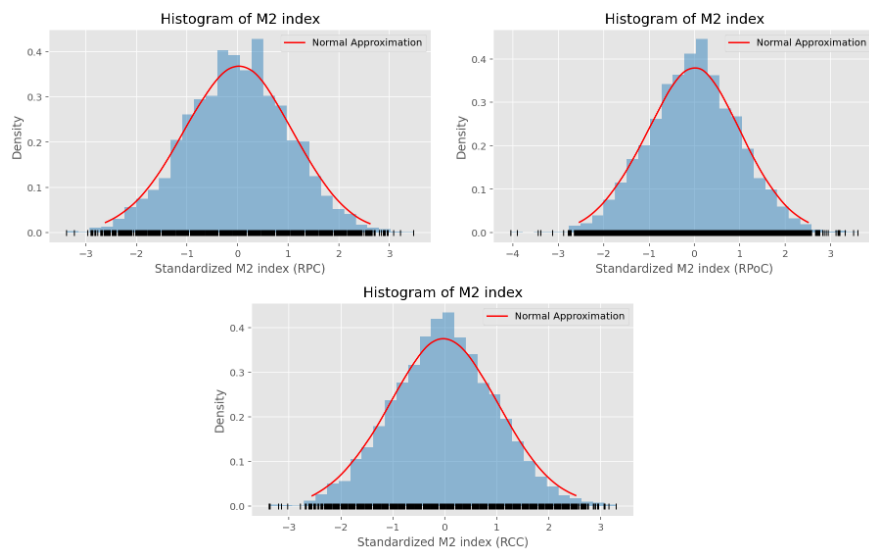 Histogram of M2 index
Normal Approximation
Density
0.4
0.3
0.2
0.1
0.0
−3 −2 −1 0 1 2 3
Standardized M2 index (RPC)
Histogram of M2 index
Normal Approximation
Density
0.4
0.3
0.2
0.1
0.0
−4 −3 −2 −1 0 1 2 3
Standardized M2 index (RPoC)
Histogram of M2 index
Normal Approximation
Density
0.4
0.3
0.2
0.1
0.0
−3 −2 −1 0 1 2 3
Standardized M2 index (RCC)